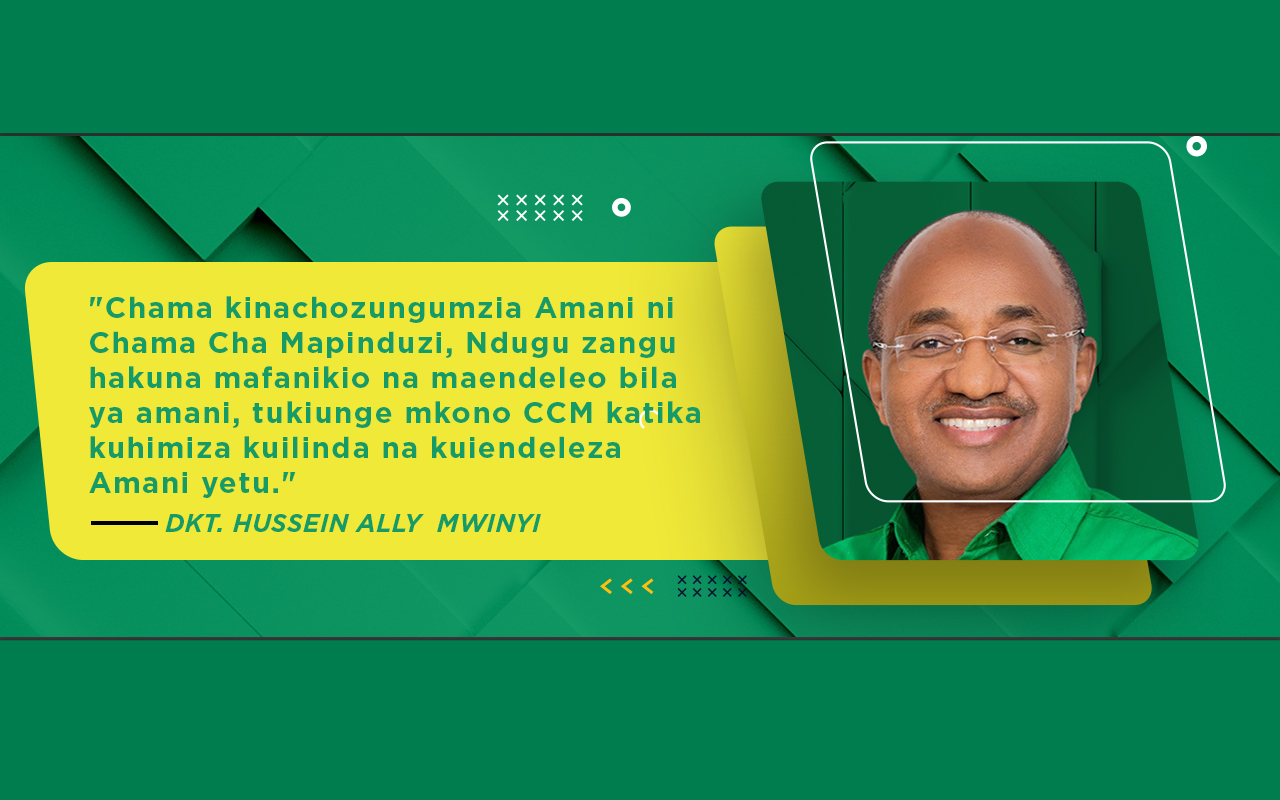 "Chama kinachozungumzia Amani ni
Chama Cha Mapinduzi, Ndugu zangu
hakuna mafanikio na maendeleo bila
ya amani, tukiunge mkono CCM katika
kuhimiza kuilinda na kuiendeleza
Amani yetu."
DKT. HUSSEIN ALLY MWINYI